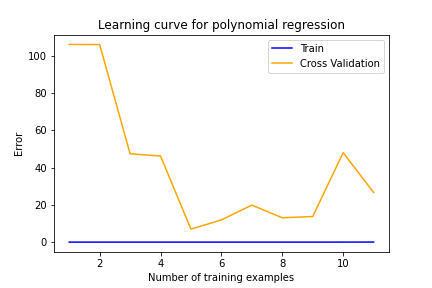 Learning curve for polynomial regression
Train
Cross Validation
Error
100
80
60
40
20
0
2
4
6
8
10
Number of training examples